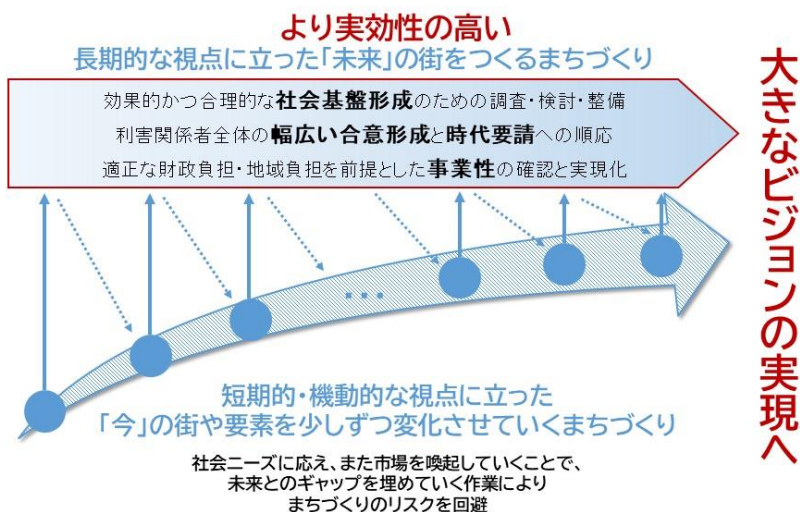 より実効性の高い
長期的な視点に立った「未来」の街をつくるまちづくり
効果的かつ合理的な社会基盤形成のための調査・検討・整備
利害関係者全体の幅広い合意形成と時代要請への順応
適正な財政負担・地域負担を前提とした事業性の確認と実現化
大きなビジョンの実現へ
…
短期的・機動的な視点に立った
「今」の街や要素を少しずつ変化させていくまちづくり
社会ニーズに応え、また市場を喚起していくことで、
未来とのギャップを埋めていく作業により
まちづくりのリスクを回避